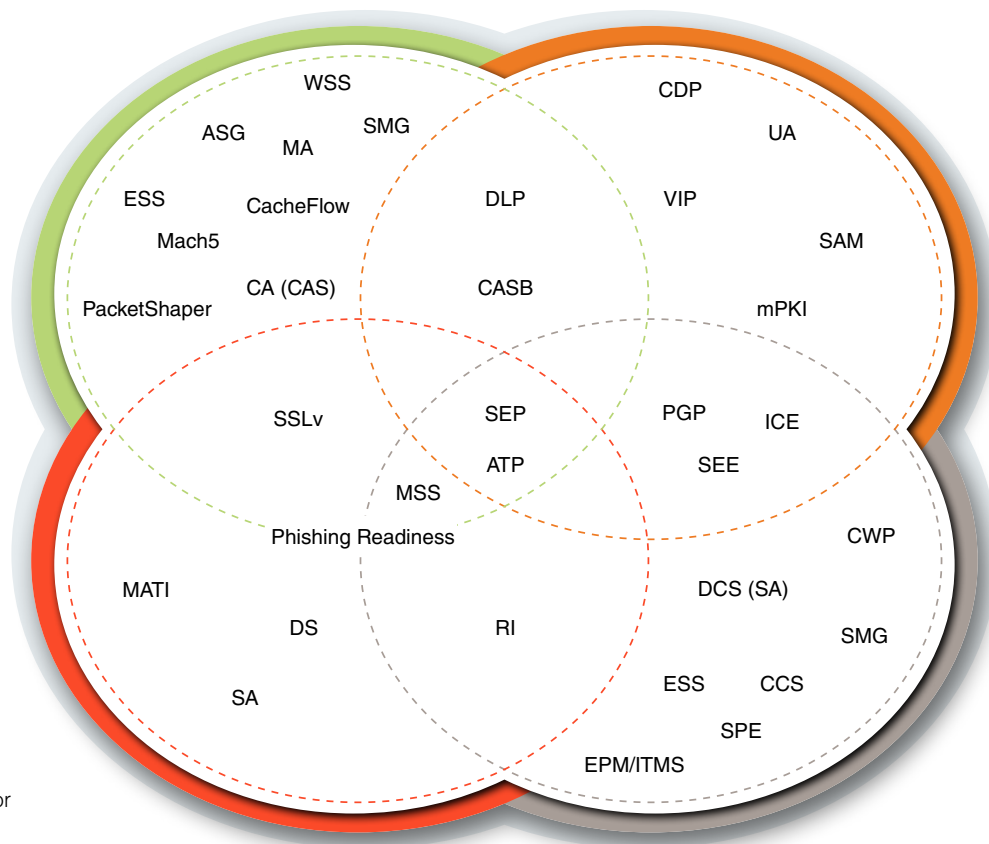 WSS
CDP
ASG
MA
SMG
UA
ESS
CacheFlow
DLP
VIP
Mach5
SAM
CA (CAS)
CASB
PacketShaper
mPKI
SSLv
SEP
PGP
ICE
ATP
SEE
MSS
Phishing Readiness
CWP
MATI
DCS (SA)
DS
RI
SMG
SA
ESS
CCS
SPE
EPM/ITMS
or